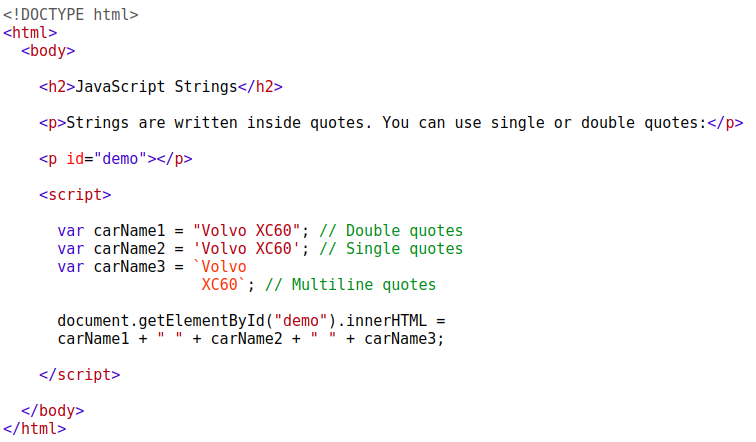 <!DOCTYPE html>
<html>
  <body>

    <h2>JavaScript Strings</h2>

    <p>Strings are written inside quotes. You can use single or double quotes:</p>

    <p id="demo"></p>

    <script>

      var carName1 = "Volvo XC60"; // Double quotes
      var carName2 = 'Volvo XC60'; // Single quotes
      var carName3 = `Volvo
                      XC60`; // Multiline quotes

      document.getElementById("demo").innerHTML =
      carName1 + " " + carName2 + " " + carName3;

    </script>

  </body>
</html>